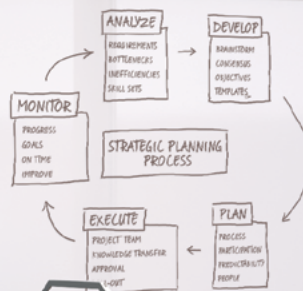 ANALYZE
REQUIREMENTS
BOTTLENECKS
INEFFICIENCIES
SKILL SETS
DEVELOP
BRAINSTORM
CONSENSUS
OBJECTIVES
TEMPLATES
MONITOR
PROGRESS
GOALS
ON TIME
IMPROVE
STRATEGIC PLANNING
PROCESS
EXECUTE
PROJECT TEAM
KNOWLEDGE TRANSFER
APPROVAL
-OUT
PLAN
PROCESS
PARTICIPATION
PREDICTABILITY
PEOPLE